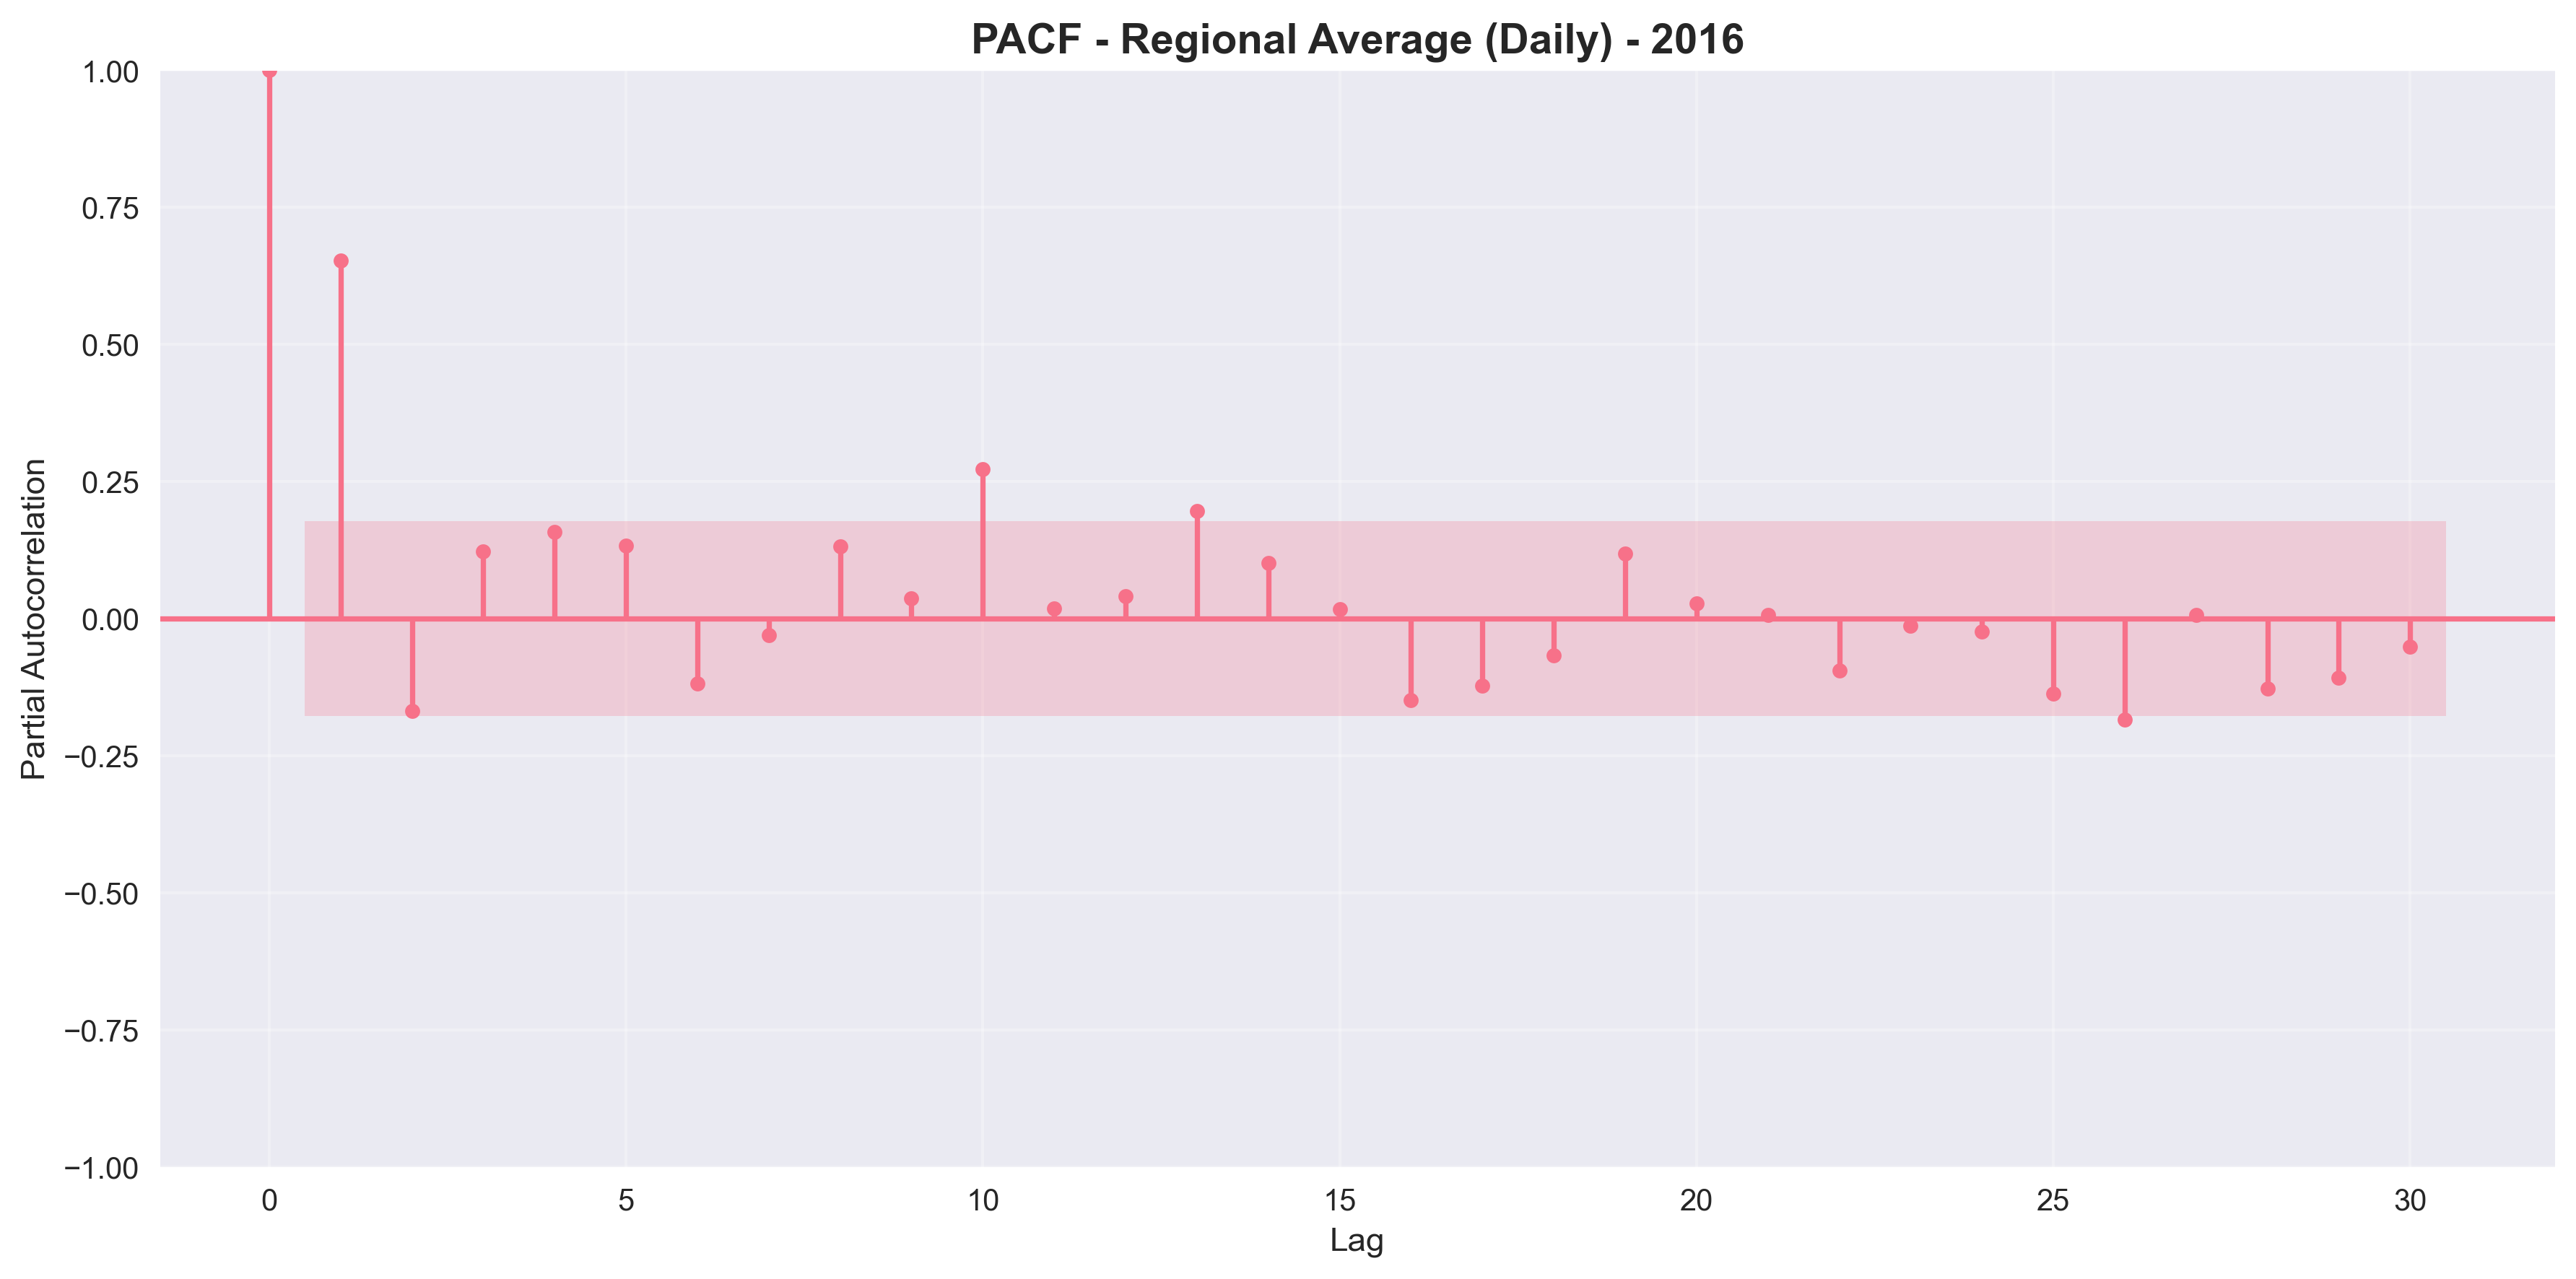 PACF - Regional Average (Daily) - 2016
1.00
0.75
0.50
0.25
0.00
−0.25
−0.50
−0.75
−1.00
Partial Autocorrelation
0 5 10 15 20 25 30
Lag